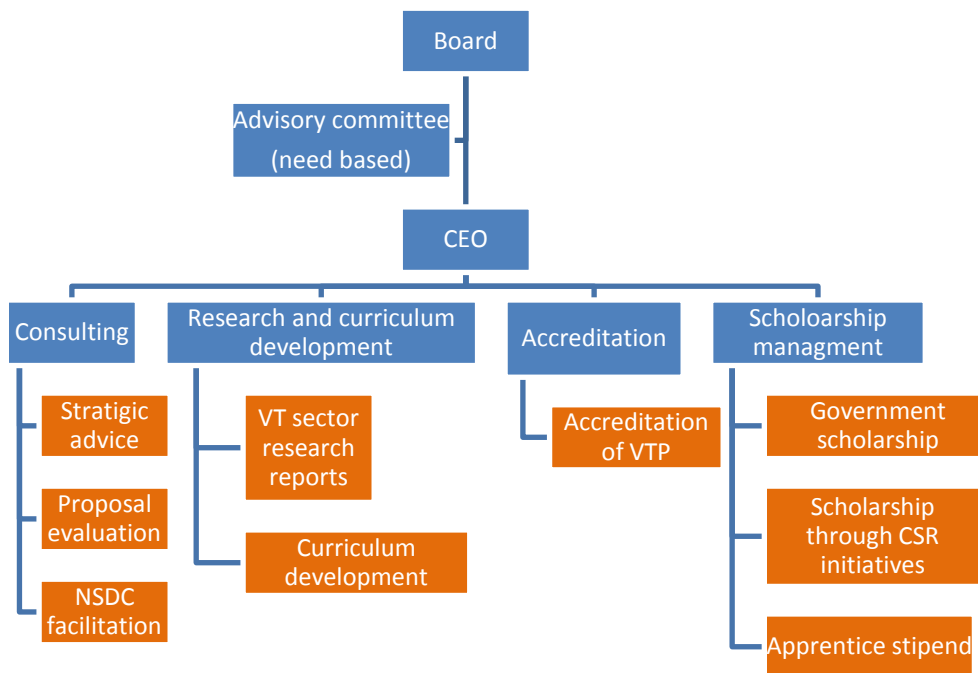 Board
Advisory committee
(need based)
CEO
Consulting
Research and curriculum
development
Accreditation
Scholoarship
managment
Stratigic
advice
Proposal
evaluation
NSDC
facilitation
VT sector
research
reports
Curriculum
development
Accreditation
of VTP
Government
scholarship
Scholarship
through CSR
initiatives
Apprentice stipend